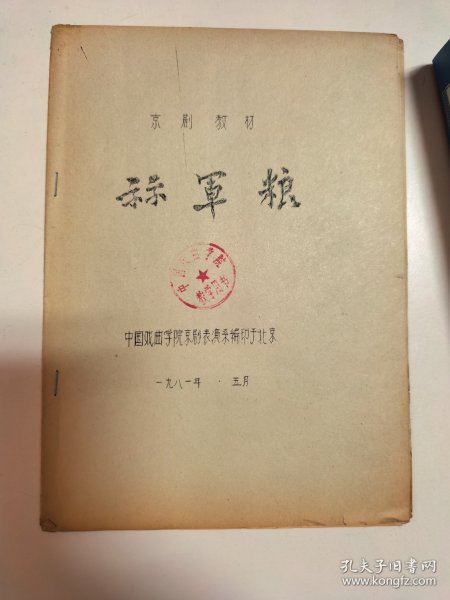 京剧教材
祘軍粮
中国戏曲学院京剧表演系编印于北京
一九八一年 · 五月
孔夫子旧书网
www.kongfz.com